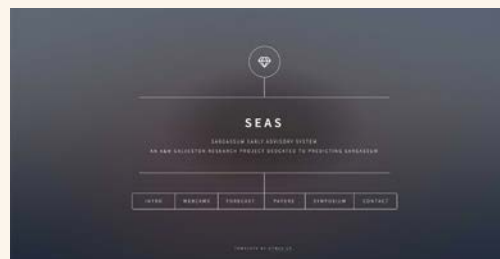 SEAS
SARGASSUM EARLY ADVISORY SYSTEM
AN A&M GALVESTON RESEARCH PROJECT DEDICATED TO PREDICTING SARGASSUM
INTRO WEBCAMS FORECAST PAPERS SYMPOSIUM CONTACT